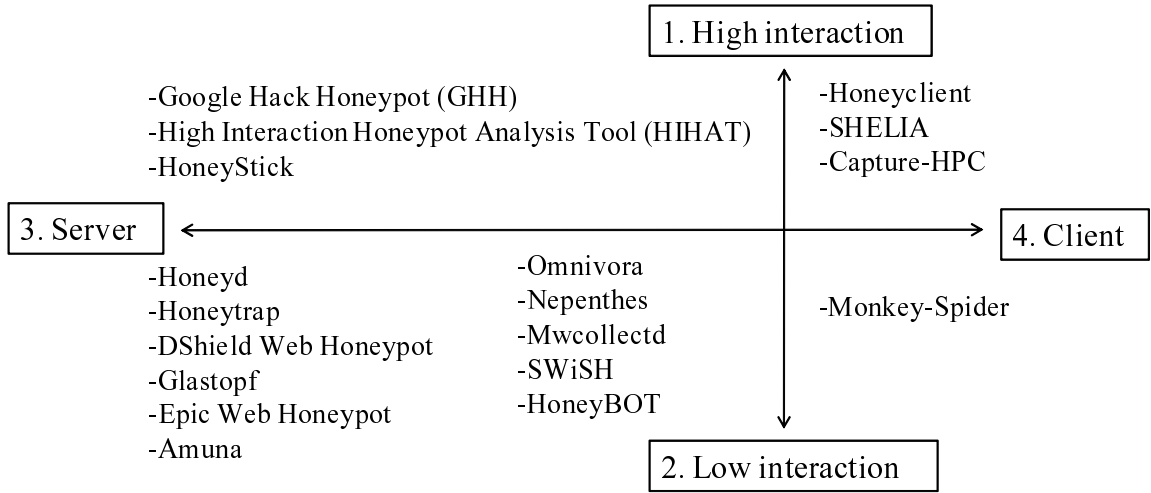 1. High interaction
-Google Hack Honeypot (GHH)
-High Interaction Honeypot Analysis Tool (HIHAT)
-HoneyStick
-Honeyclient
-SHELIA
-Capture-HPC
3. Server
4. Client
-Honeyd
-Honeytrap
-DShield Web Honeypot
-Glastopf
-Epic Web Honeypot
-Amuna
-Omnivora
-Nepenthes
-Mwcollectd
-SWiSH
-HoneyBOT
-Monkey-Spider
2. Low interaction